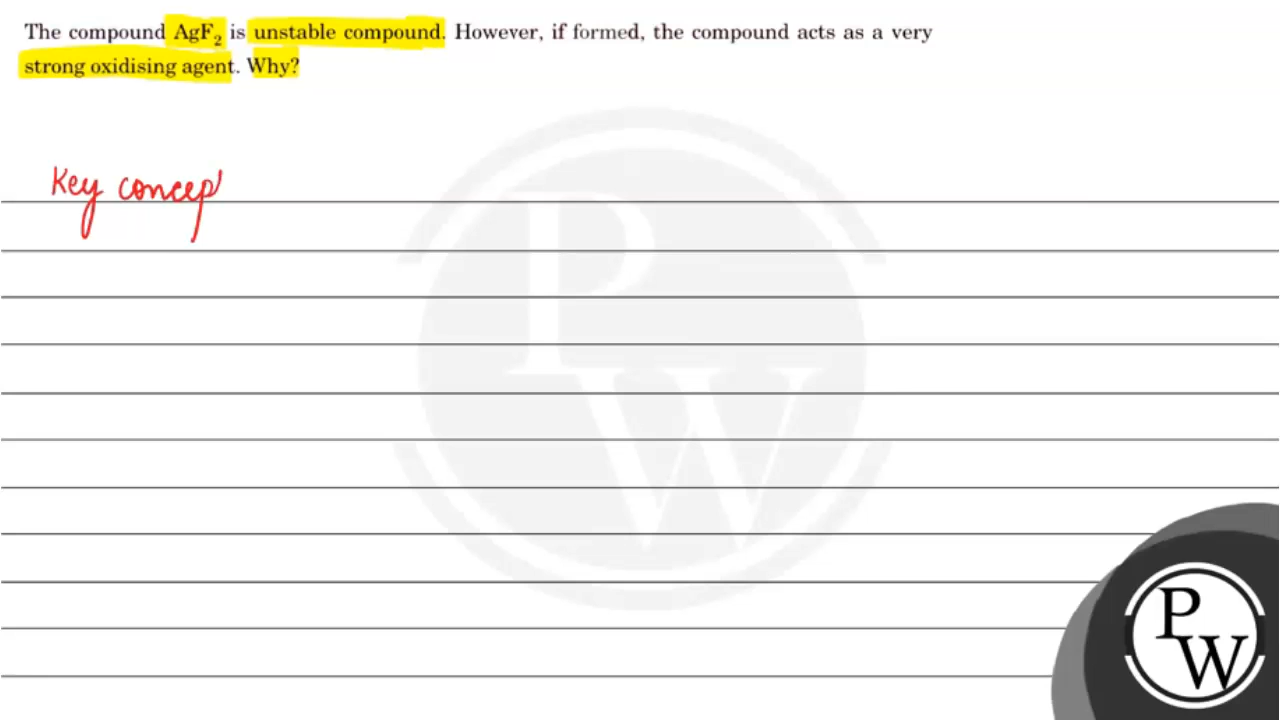 The compound AgF₂ is unstable compound. However, if formed, the compound acts as a very
strong oxidising agent. Why?
Key concep
P
W
P
W